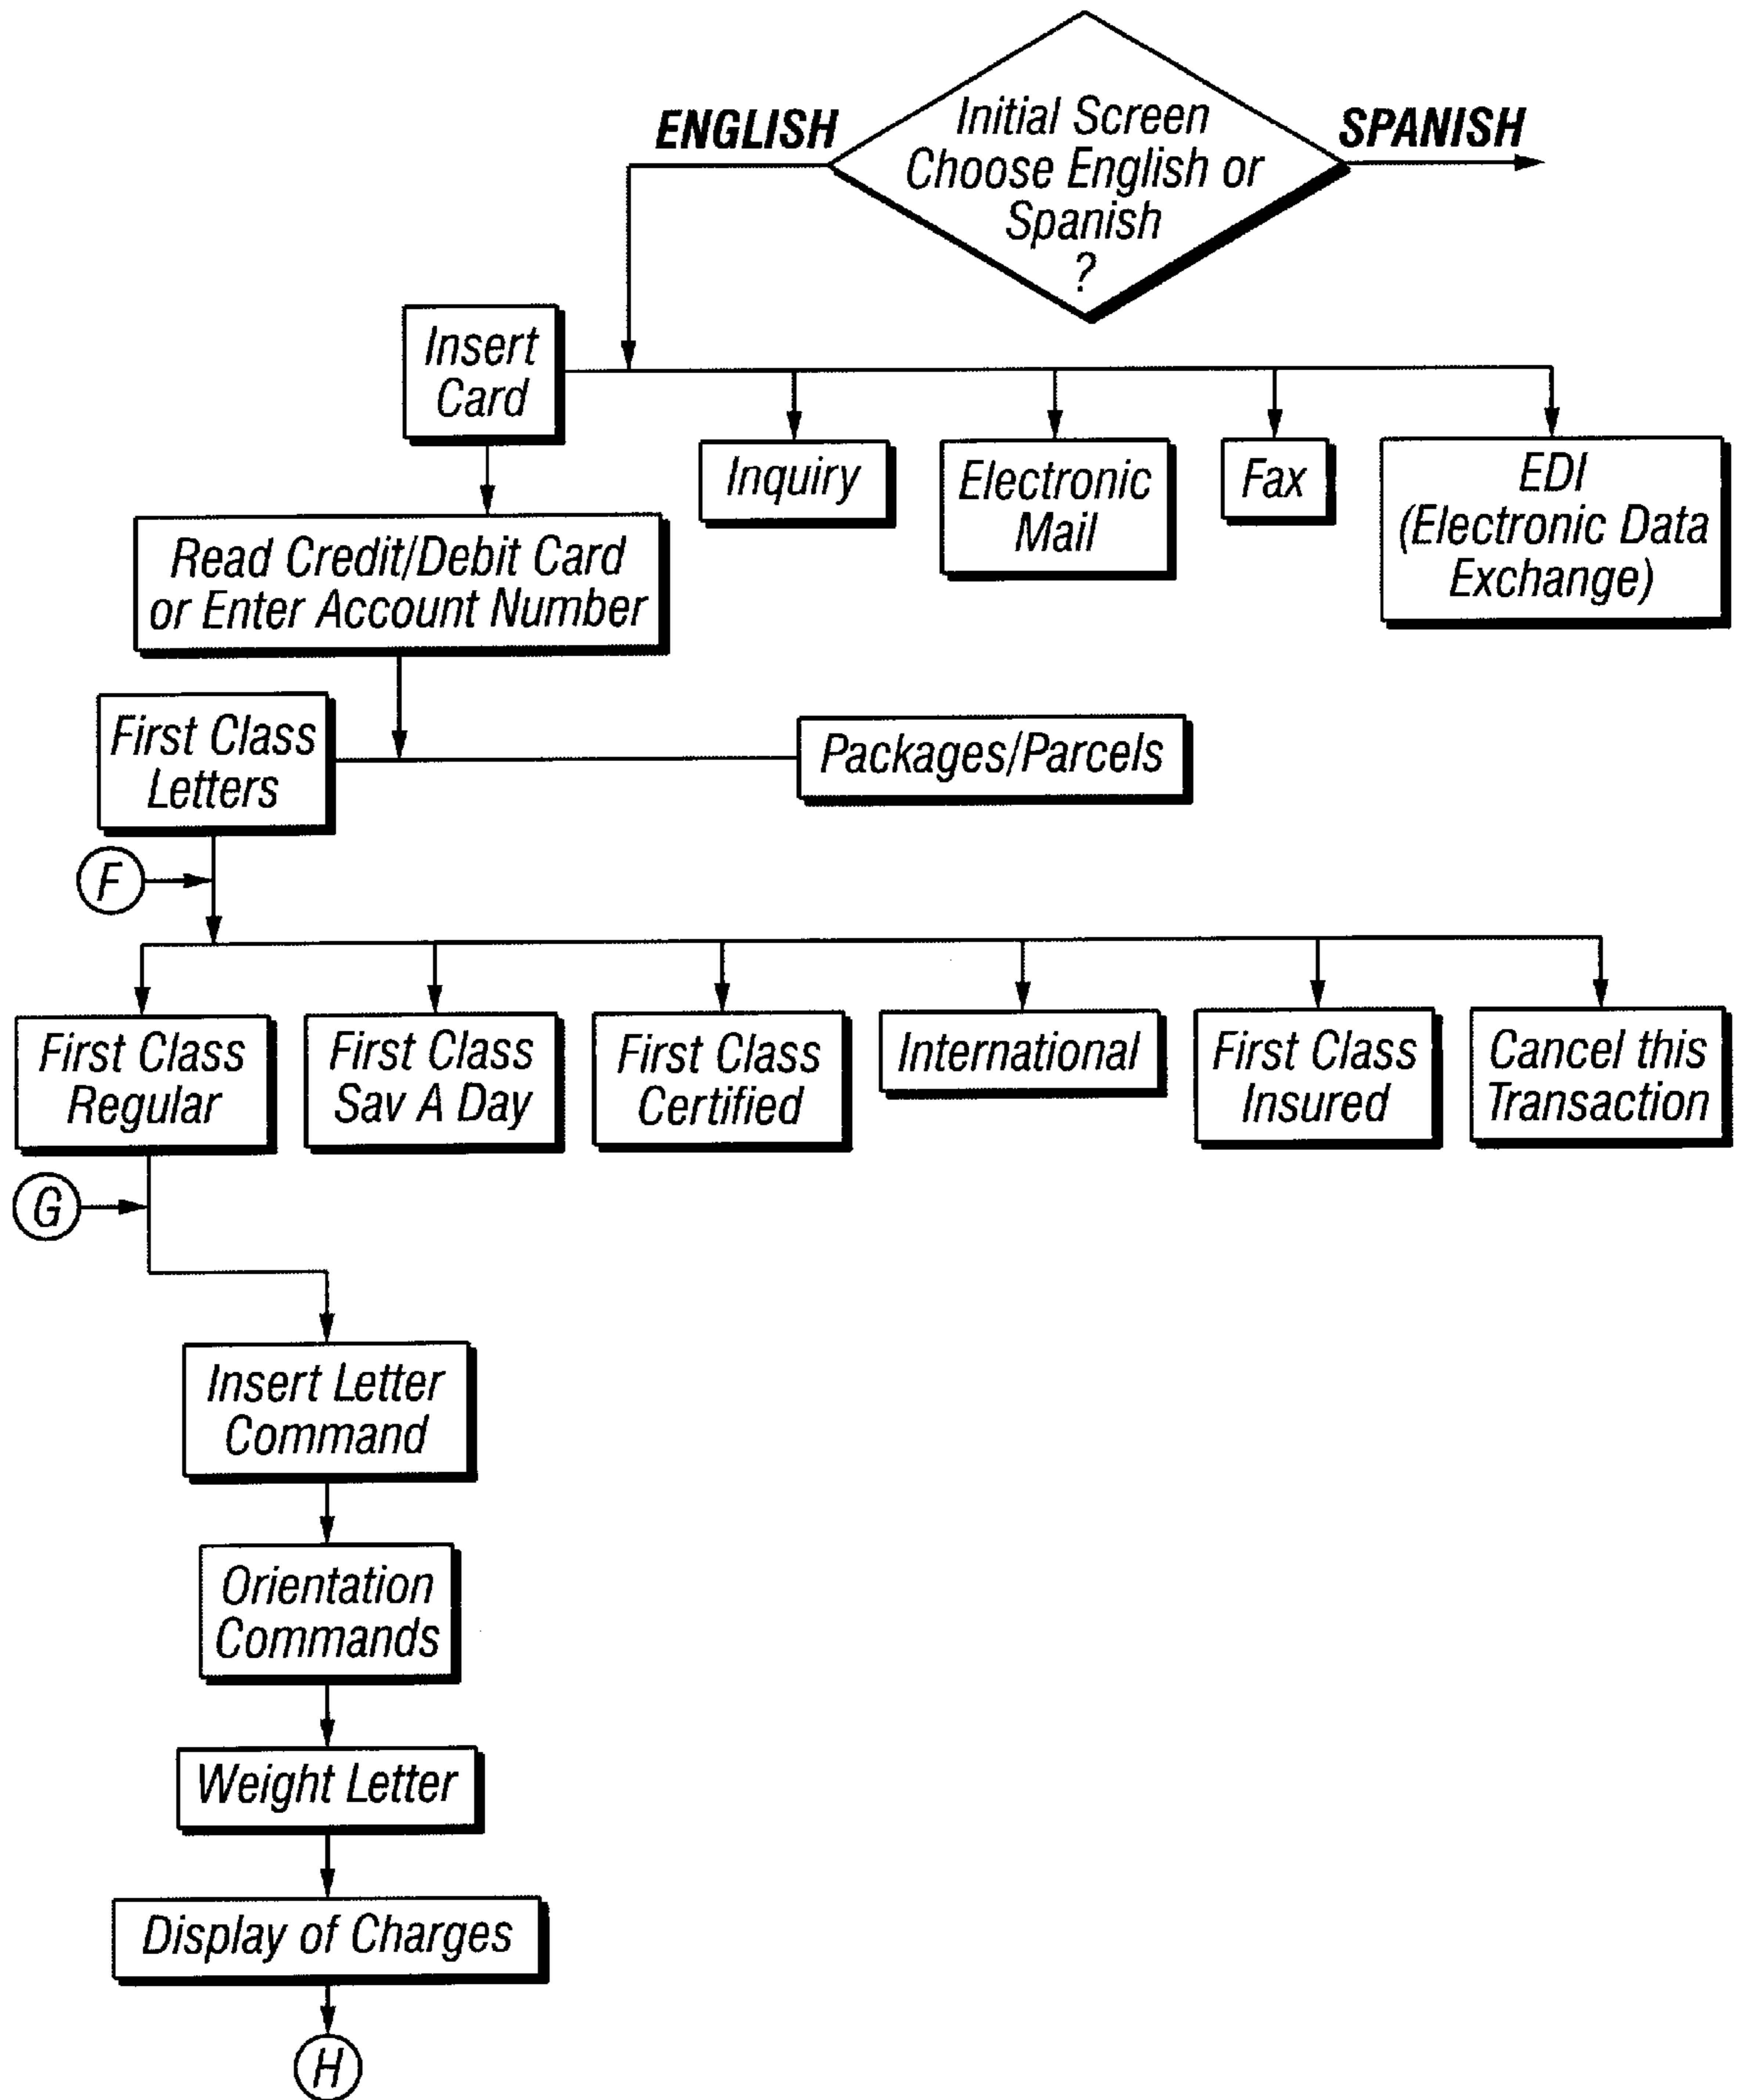 ENGLISH
Initial Screen
Choose English or
Spanish
?
SPANISH
Insert
Card
Inquiry
Electronic
Mail
Fax
EDI
(Electronic Data
Exchange)
Read Credit/Debit Card
or Enter Account Number
First Class
Letters
Packages/Parcels
F
First Class
Regular
First Class
Sav A Day
First Class
Certified
International
First Class
Insured
Cancel this
Transaction
G
Insert Letter
Command
Orientation
Commands
Weight Letter
Display of Charges
H